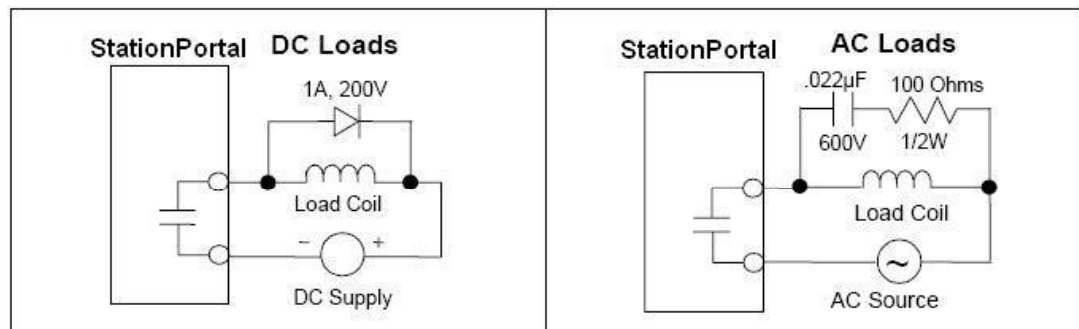 StationPortal DC Loads
1A, 200V
Load Coil
− +
DC Supply
StationPortal AC Loads
.022µF 100 Ohms
600V 1/2W
Load Coil
~
AC Source